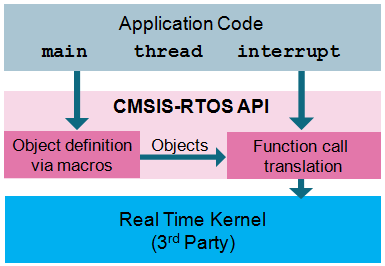 Application Code
main thread interrupt
CMSIS-RTOS API
Object definition
via macros
Objects
Function call
translation
Real Time Kernel
(3rd Party)